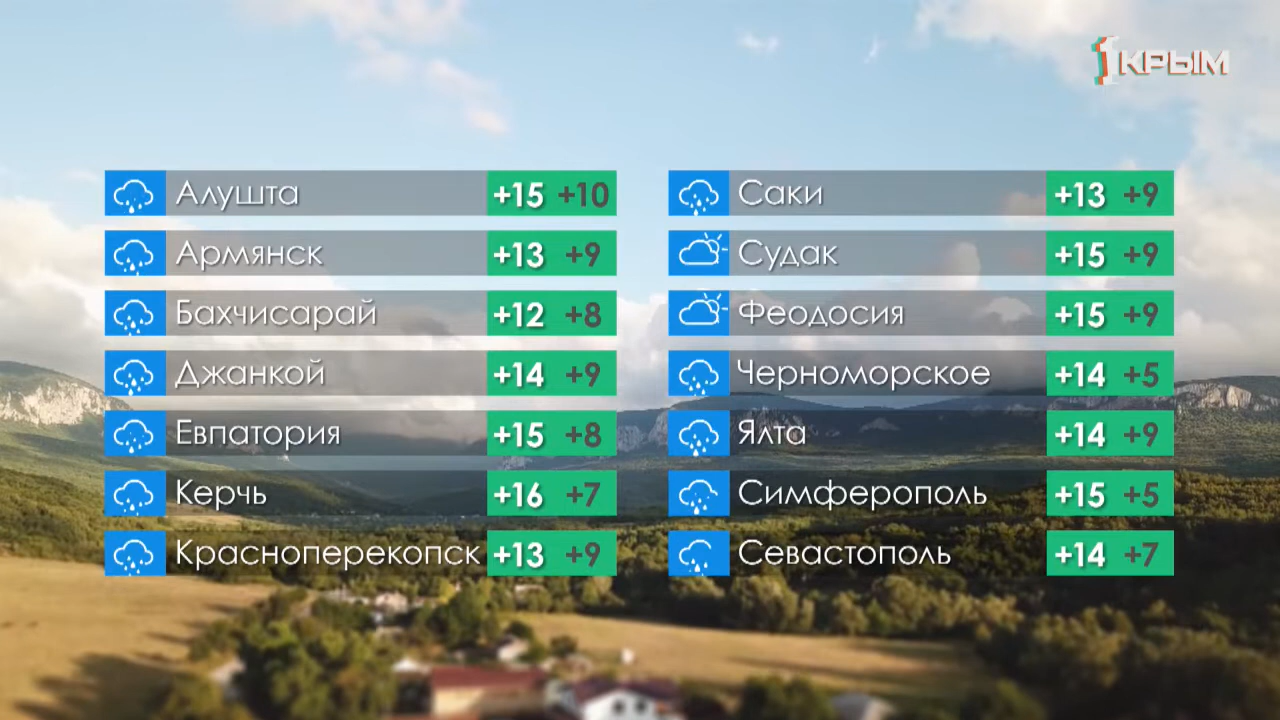 1 КРЫМ
Алушта +15 +10
Армянск +13 +9
Бахчисарай +12 +8
Джанкой +14 +9
Евпатория +15 +8
Керчь +16 +7
Красноперекопск +13 +9
Саки +13 +9
Судак +15 +9
Феодосия +15 +9
Черноморское +14 +5
Ялта +14 +9
Симферополь +15 +5
Севастополь +14 +7